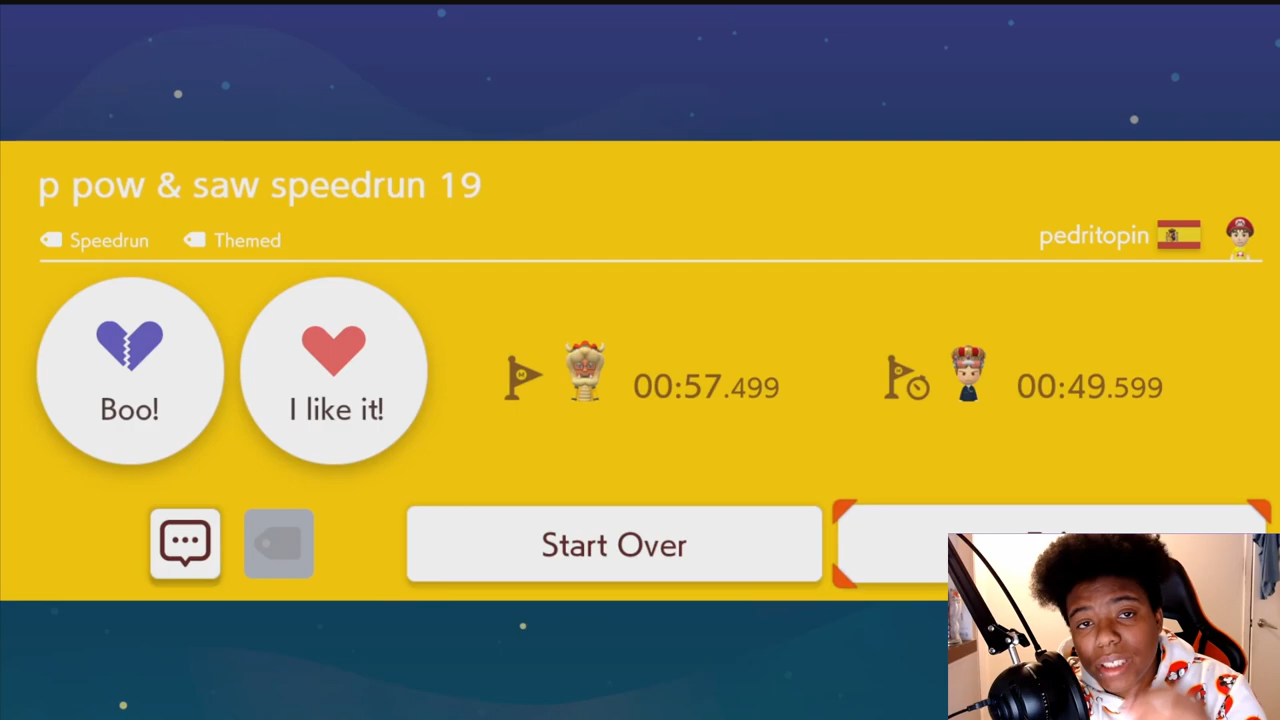 p pow & saw speedrun 19
Speedrun Themed
pedritopin
00:57.499 00:49.599
Boo! I like it!
Start Over